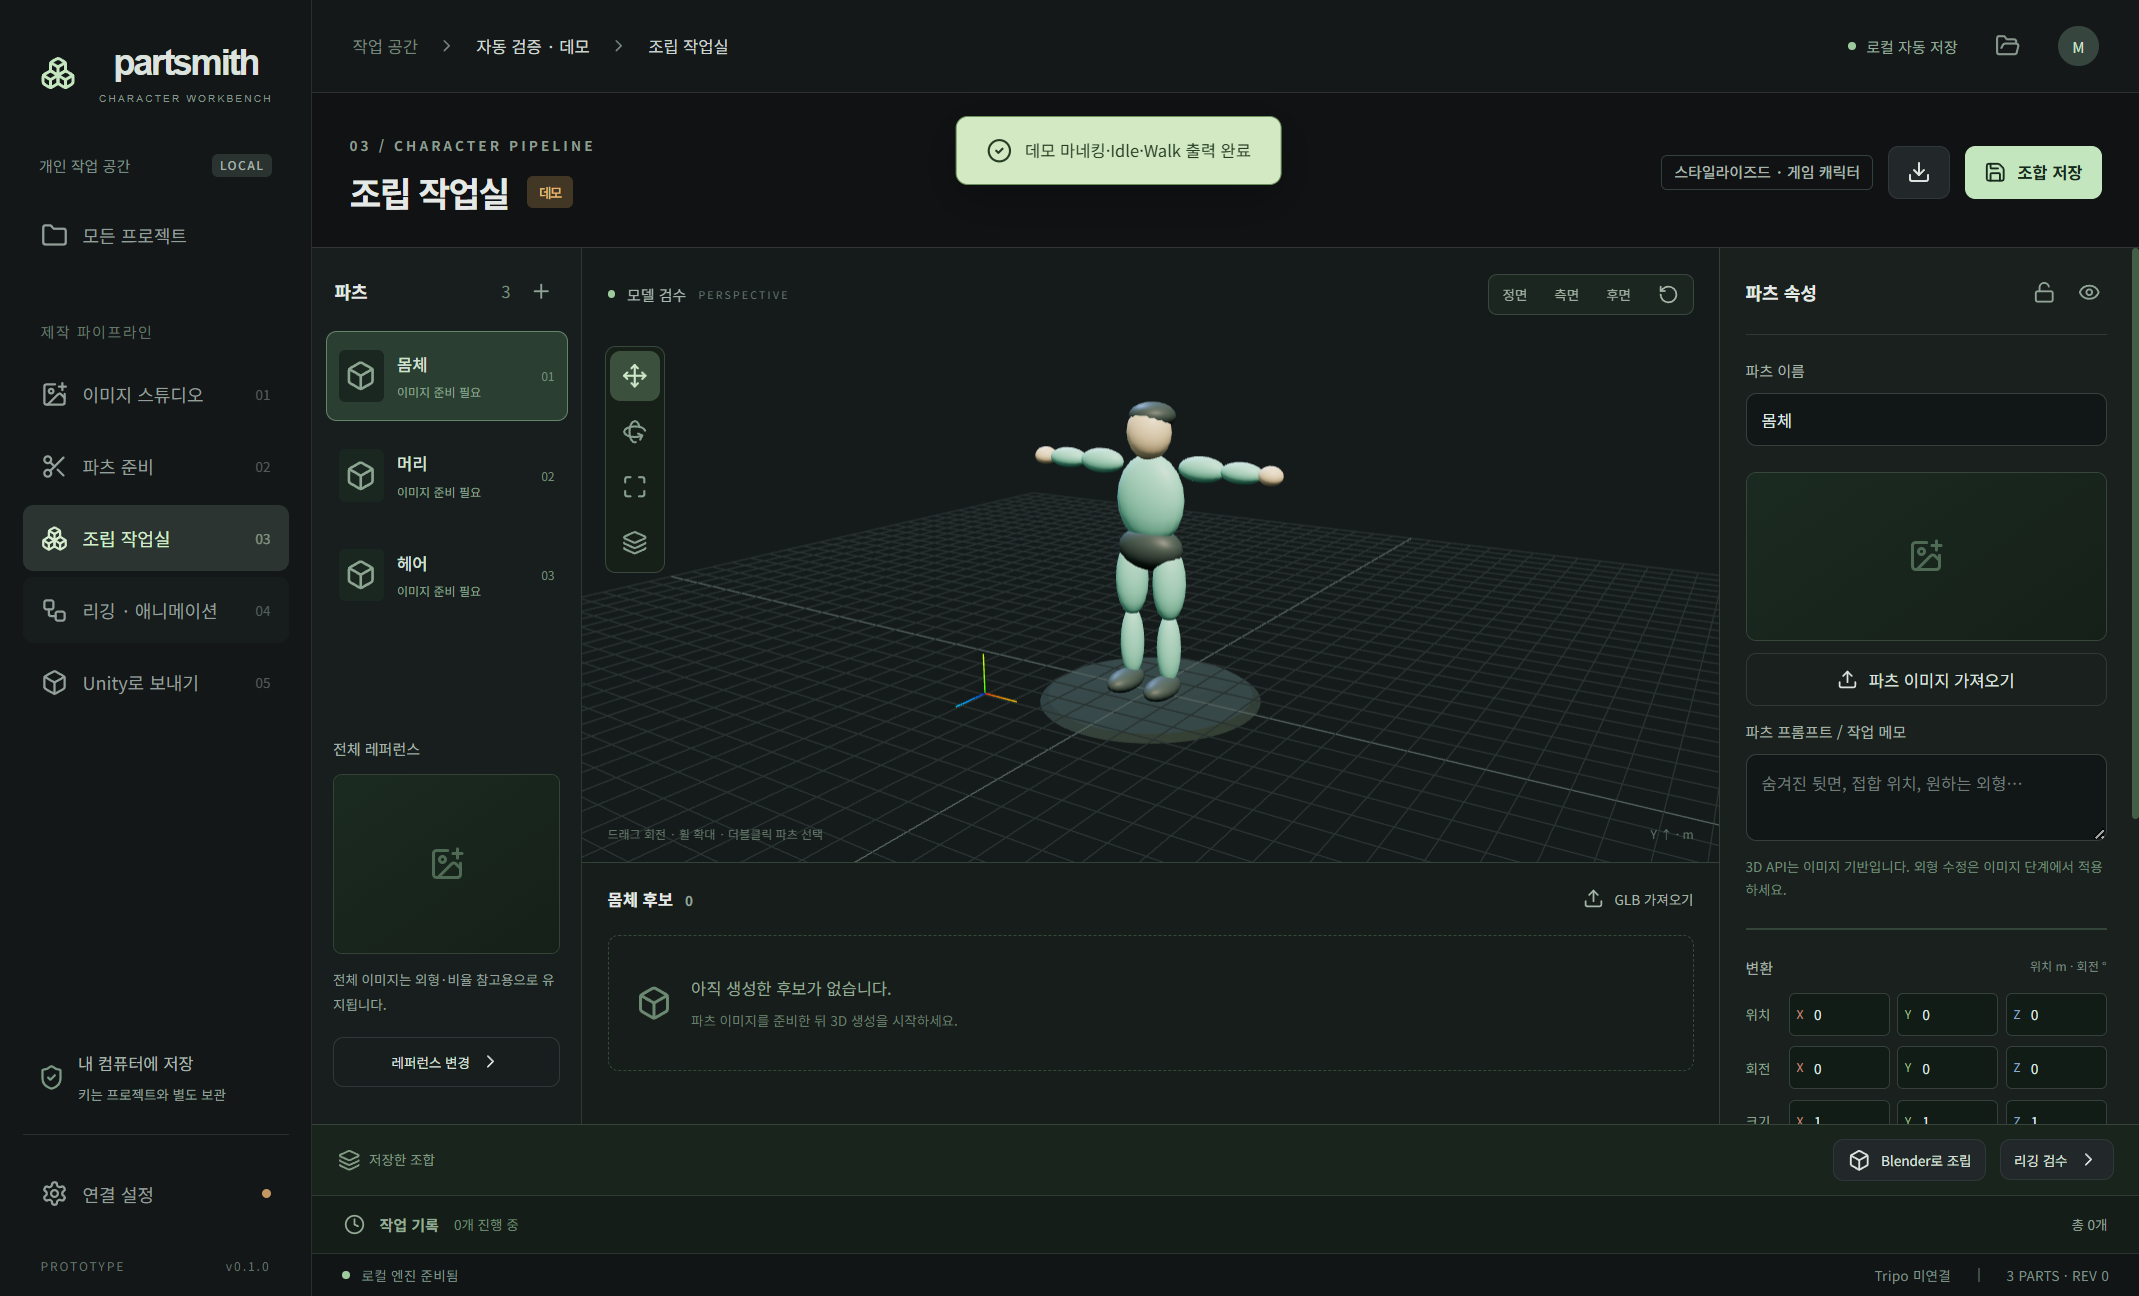 partsmith
CHARACTER WORKBENCH
개인 작업 공간
LOCAL
모든 프로젝트
제작 파이프라인
이미지 스튜디오 01
파츠 준비 02
조립 작업실 03
리깅 · 애니메이션 04
Unity로 보내기 05
내 컴퓨터에 저장
키는 프로젝트와 별도 보관
연결 설정
PROTOTYPE v0.1.0
작업 공간 > 자동 검증 · 데모 > 조립 작업실
로컬 자동 저장
M
03 / CHARACTER PIPELINE
조립 작업실 데모
데모 마네킹·Idle·Walk 출력 완료
스타일라이즈드 · 게임 캐릭터
조합 저장
파츠 3
몸체
이미지 준비 필요
01
머리
이미지 준비 필요
02
헤어
이미지 준비 필요
03
전체 레퍼런스
전체 이미지는 외형·비율 참고용으로 유
지됩니다.
레퍼런스 변경
모델 검수 PERSPECTIVE
정면 측면 후면
드래그 회전 · 휠 확대 · 더블클릭 파츠 선택
Y ↑ · m
몸체 후보 0
GLB 가져오기
아직 생성한 후보가 없습니다.
파츠 이미지를 준비한 뒤 3D 생성을 시작하세요.
파츠 속성
파츠 이름
몸체
파츠 이미지 가져오기
파츠 프롬프트 / 작업 메모
숨겨진 뒷면, 접합 위치, 원하는 외형…
3D API는 이미지 기반입니다. 외형 수정은 이미지 단계에서 적용
하세요.
변환 위치 m · 회전 °
위치 X 0 Y 0 Z 0
회전 X 0 Y 0 Z 0
크기 X 1 Y 1 Z 1
저장한 조합
Blender로 조립
리깅 검수
작업 기록 0개 진행 중
총 0개
로컬 엔진 준비됨
Tripo 미연결 | 3 PARTS · REV 0